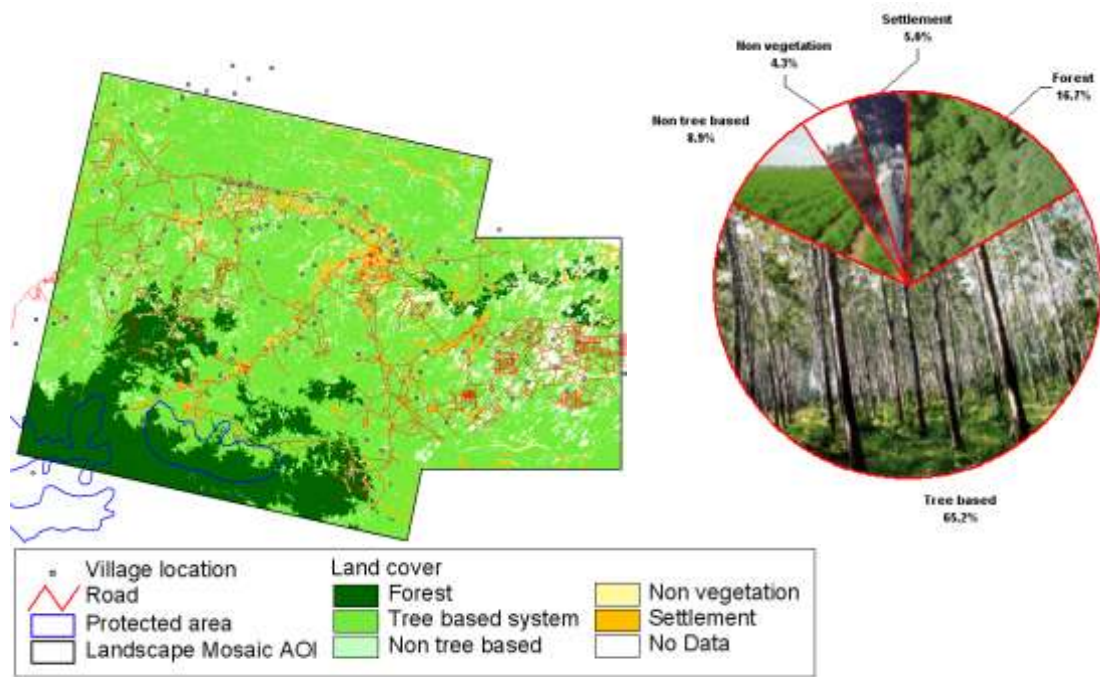 Settlement
5,6%
Non vegetation
4,3%
Forest
16,7%
Non tree based
8,9%
Tree based
65,2%
Village location
Road
Protected area
Landscape Mosaic AOI
Land cover
Forest
Tree based system
Non tree based
Non vegetation
Settlement
No Data